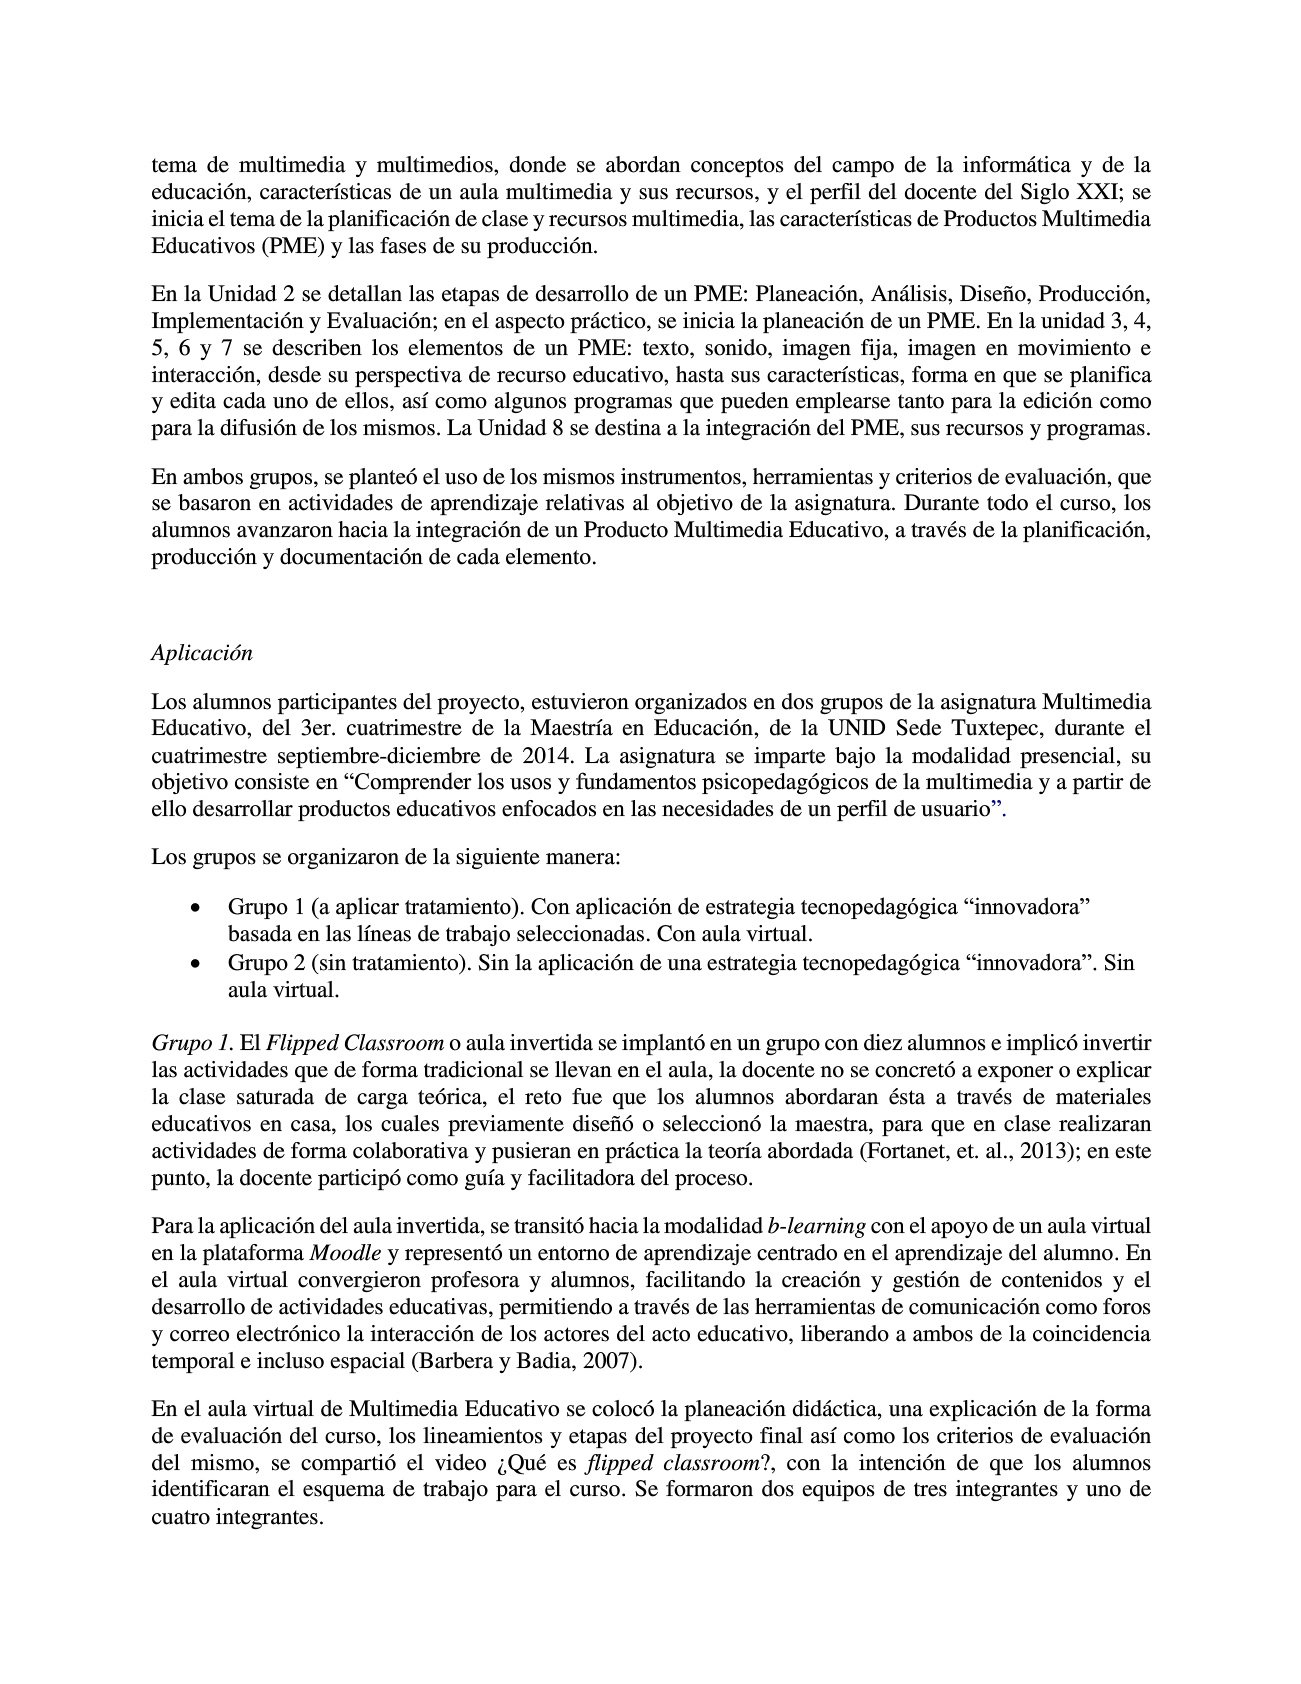 tema de multimedia y multimedios, donde se abordan conceptos del campo de la informática y de la
educación, características de un aula multimedia y sus recursos, y el perfil del docente del Siglo XXI; se
inicia el tema de la planificación de clase y recursos multimedia, las características de Productos Multimedia
Educativos (PME) y las fases de su producción.
En la Unidad 2 se detallan las etapas de desarrollo de un PME: Planeación, Análisis, Diseño, Producción,
Implementación y Evaluación; en el aspecto práctico, se inicia la planeación de un PME. En la unidad 3, 4,
5, 6 y 7 se describen los elementos de un PME: texto, sonido, imagen fija, imagen en movimiento e
interacción, desde su perspectiva de recurso educativo, hasta sus características, forma en que se planifica
y edita cada uno de ellos, así como algunos programas que pueden emplearse tanto para la edición como
para la difusión de los mismos. La Unidad 8 se destina a la integración del PME, sus recursos y programas.
En ambos grupos, se planteó el uso de los mismos instrumentos, herramientas y criterios de evaluación, que
se basaron en actividades de aprendizaje relativas al objetivo de la asignatura. Durante todo el curso, los
alumnos avanzaron hacia la integración de un Producto Multimedia Educativo, a través de la planificación,
producción y documentación de cada elemento.
Aplicación
Los alumnos participantes del proyecto, estuvieron organizados en dos grupos de la asignatura Multimedia
Educativo, del 3er. cuatrimestre de la Maestría en Educación, de la UNID Sede Tuxtepec, durante el
cuatrimestre septiembre-diciembre de 2014. La asignatura se imparte bajo la modalidad presencial, su
objetivo consiste en “Comprender los usos y fundamentos psicopedagógicos de la multimedia y a partir de
ello desarrollar productos educativos enfocados en las necesidades de un perfil de usuario”.
Los grupos se organizaron de la siguiente manera:
• Grupo 1 (a aplicar tratamiento). Con aplicación de estrategia tecnopedagógica “innovadora”
basada en las líneas de trabajo seleccionadas. Con aula virtual.
• Grupo 2 (sin tratamiento). Sin la aplicación de una estrategia tecnopedagógica “innovadora”. Sin
aula virtual.
Grupo 1. El Flipped Classroom o aula invertida se implantó en un grupo con diez alumnos e implicó invertir
las actividades que de forma tradicional se llevan en el aula, la docente no se concretó a exponer o explicar
la clase saturada de carga teórica, el reto fue que los alumnos abordaran ésta a través de materiales
educativos en casa, los cuales previamente diseñó o seleccionó la maestra, para que en clase realizaran
actividades de forma colaborativa y pusieran en práctica la teoría abordada (Fortanet, et. al., 2013); en este
punto, la docente participó como guía y facilitadora del proceso.
Para la aplicación del aula invertida, se transitó hacia la modalidad b-learning con el apoyo de un aula virtual
en la plataforma Moodle y representó un entorno de aprendizaje centrado en el aprendizaje del alumno. En
el aula virtual convergieron profesora y alumnos, facilitando la creación y gestión de contenidos y el
desarrollo de actividades educativas, permitiendo a través de las herramientas de comunicación como foros
y correo electrónico la interacción de los actores del acto educativo, liberando a ambos de la coincidencia
temporal e incluso espacial (Barbera y Badia, 2007).
En el aula virtual de Multimedia Educativo se colocó la planeación didáctica, una explicación de la forma
de evaluación del curso, los lineamientos y etapas del proyecto final así como los criterios de evaluación
del mismo, se compartió el video ¿Qué es flipped classroom?, con la intención de que los alumnos
identificaran el esquema de trabajo para el curso. Se formaron dos equipos de tres integrantes y uno de
cuatro integrantes.